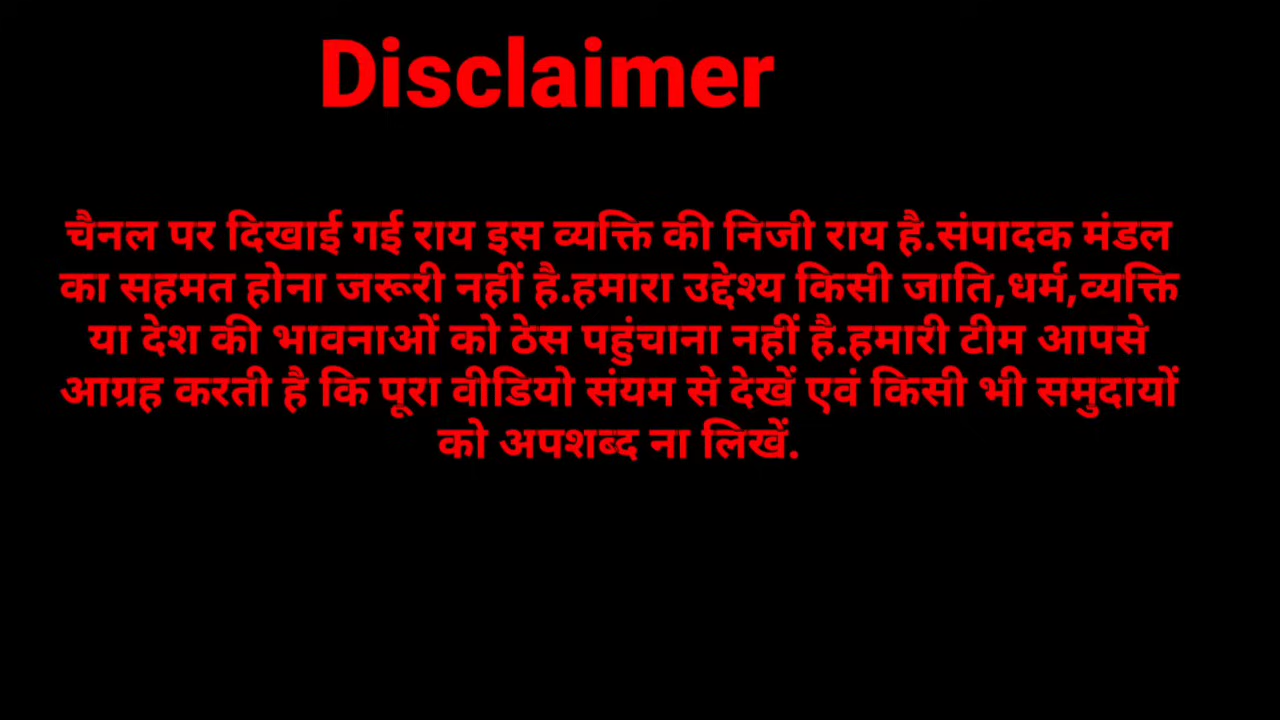 Disclaimer
चैनल पर दिखाई गई राय इस व्यक्ति की निजी राय है.संपादक मंडल
का सहमत होना जरूरी नहीं है.हमारा उद्देश्य किसी जाति,धर्म,व्यक्ति
या देश की भावनाओं को ठेस पहुंचाना नहीं है.हमारी टीम आपसे
आग्रह करती है कि पूरा वीडियो संयम से देखें एवं किसी भी समुदायों
को अपशब्द ना लिखें.